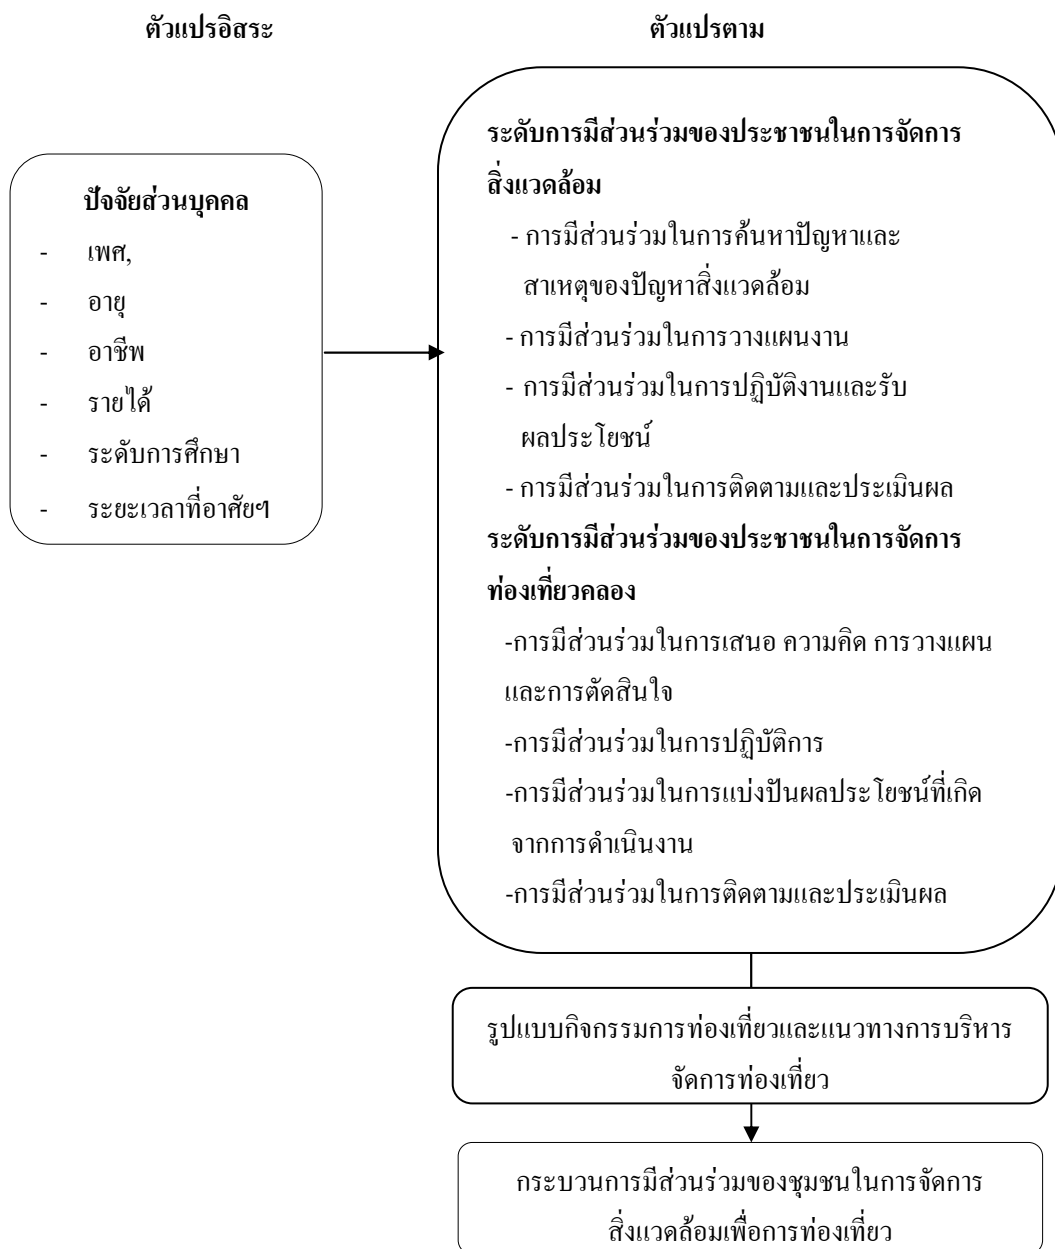 ตัวแปรอิสระ
ตัวแปรตาม
ปัจจัยส่วนบุคคล
- เพศ,
- อายุ
- อาชีพ
- รายได้
- ระดับการศึกษา
- ระยะเวลาที่อาศัยฯ
ระดับการมีส่วนร่วมของประชาชนในการจัดการ
สิ่งแวดล้อม
- การมีส่วนร่วมในการค้นหาปัญหาและ
สาเหตุของปัญหาสิ่งแวดล้อม
- การมีส่วนร่วมในการวางแผนงาน
- การมีส่วนร่วมในการปฏิบัติงานและรับ
ผลประโยชน์
- การมีส่วนร่วมในการติดตามและประเมินผล
ระดับการมีส่วนร่วมของประชาชนในการจัดการ
ท่องเที่ยวคลอง
-การมีส่วนร่วมในการเสนอ ความคิด การวางแผน
และการตัดสินใจ
-การมีส่วนร่วมในการปฏิบัติการ
-การมีส่วนร่วมในการแบ่งปันผลประโยชน์ที่เกิด
จากการดำเนินงาน
-การมีส่วนร่วมในการติดตามและประเมินผล
รูปแบบกิจกรรมการท่องเที่ยวและแนวทางการบริหาร
จัดการท่องเที่ยว
กระบวนการมีส่วนร่วมของชุมชนในการจัดการ
สิ่งแวดล้อมเพื่อการท่องเที่ยว